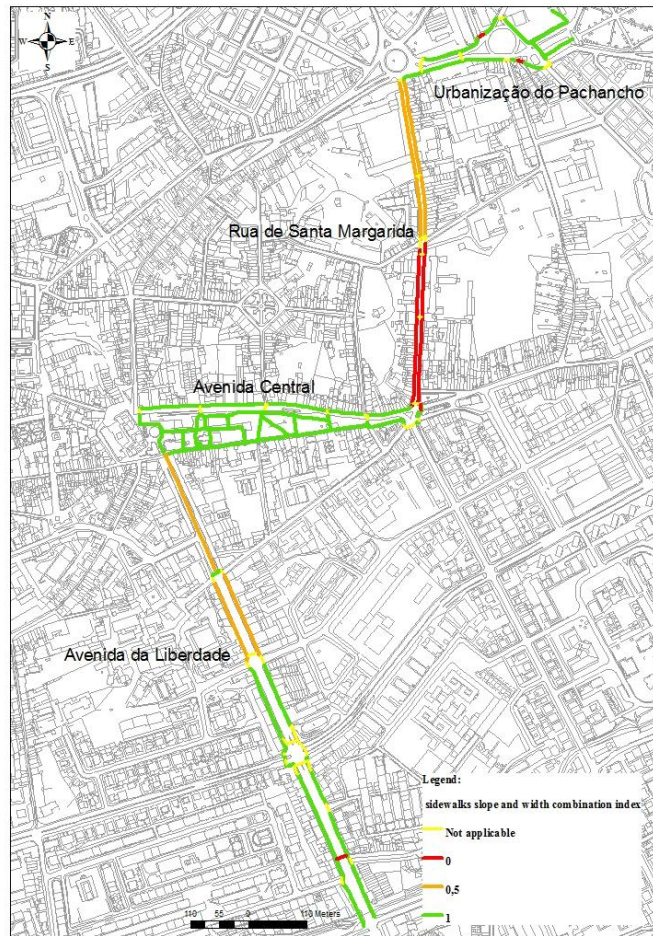 N
W E
S
Urbanização do Pachancho
Rua de Santa Margarida
Avenida Central
Avenida da Liberdade
Legend:
sidewalks slope and width combination index
Not applicable
0
0,5
1
110 55 0 110 Meters